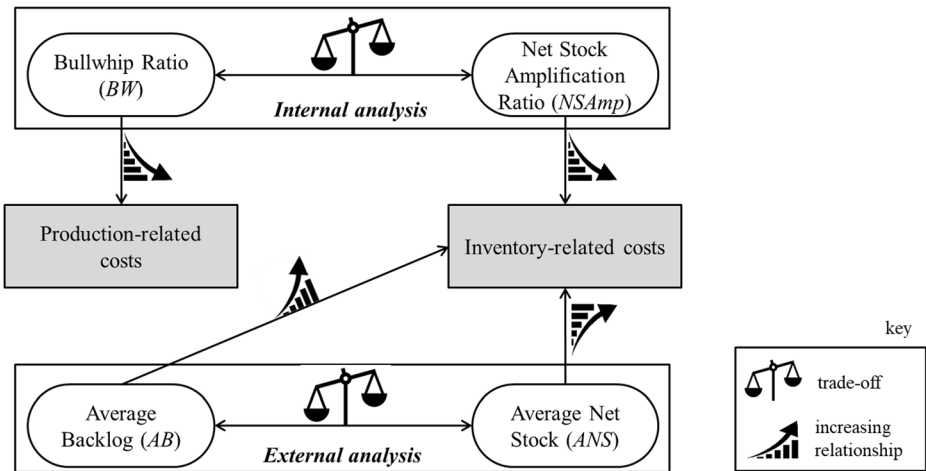 Bullwhip Ratio
(BW)
Net Stock
Amplification
Ratio (NSAmp)
Internal analysis
Production-related
costs
Inventory-related costs
Average
Backlog (AB)
Average Net
Stock (ANS)
External analysis
key
trade-off
increasing
relationship